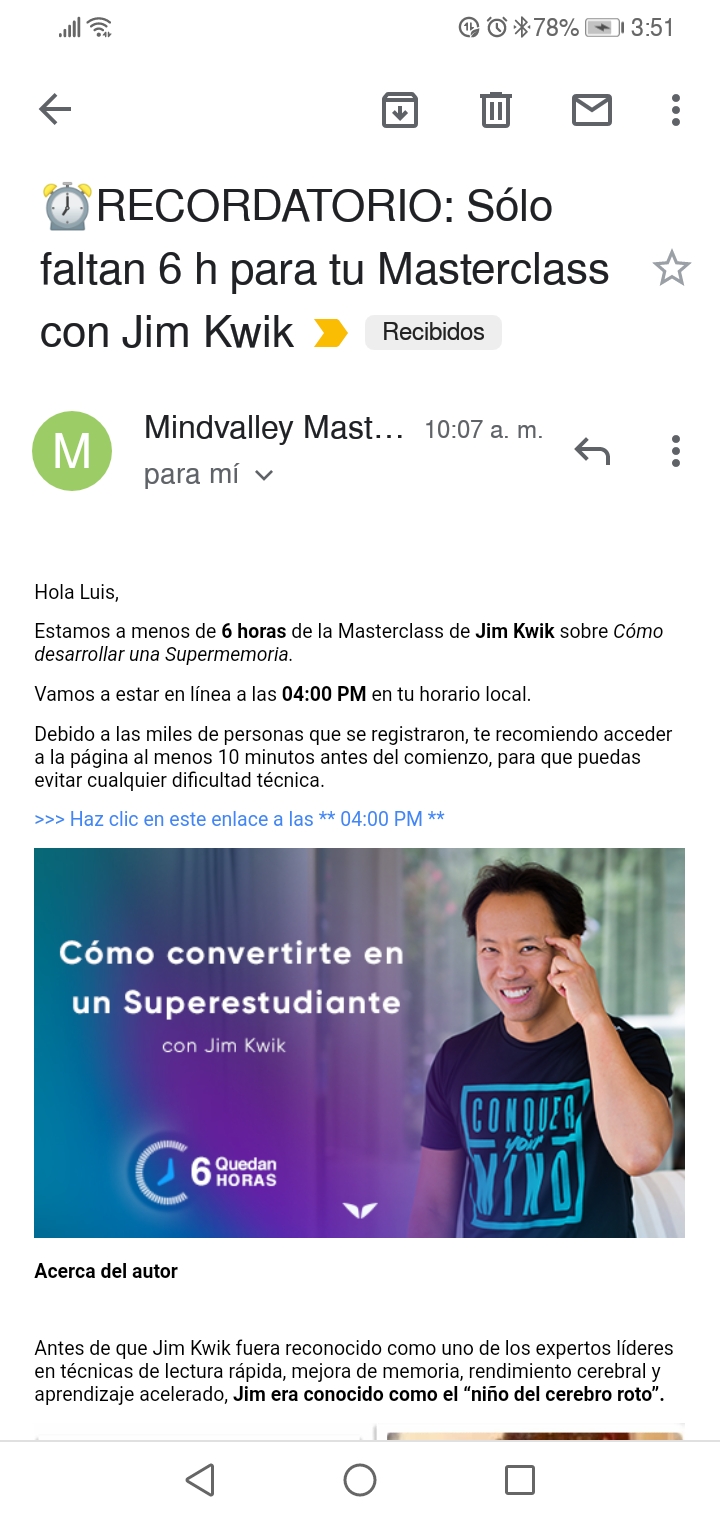 78% 3:51
⏰RECORDATORIO: Sólo
faltan 6 h para tu Masterclass
con Jim Kwik Recibidos
M
Mindvalley Mast... 10:07 a. m.
para mí
Hola Luis,
Estamos a menos de 6 horas de la Masterclass de Jim Kwik sobre Cómo
desarrollar una Supermemoria.
Vamos a estar en línea a las 04:00 PM en tu horario local.
Debido a las miles de personas que se registraron, te recomiendo acceder
a la página al menos 10 minutos antes del comienzo, para que puedas
evitar cualquier dificultad técnica.
>>> Haz clic en este enlace a las ** 04:00 PM **
Cómo convertirte en
un Superestudiante
con Jim Kwik
6 Quedan
HORAS
CONQUER
your
MIND
Acerca del autor
Antes de que Jim Kwik fuera reconocido como uno de los expertos líderes
en técnicas de lectura rápida, mejora de memoria, rendimiento cerebral y
aprendizaje acelerado, Jim era conocido como el “niño del cerebro roto”.